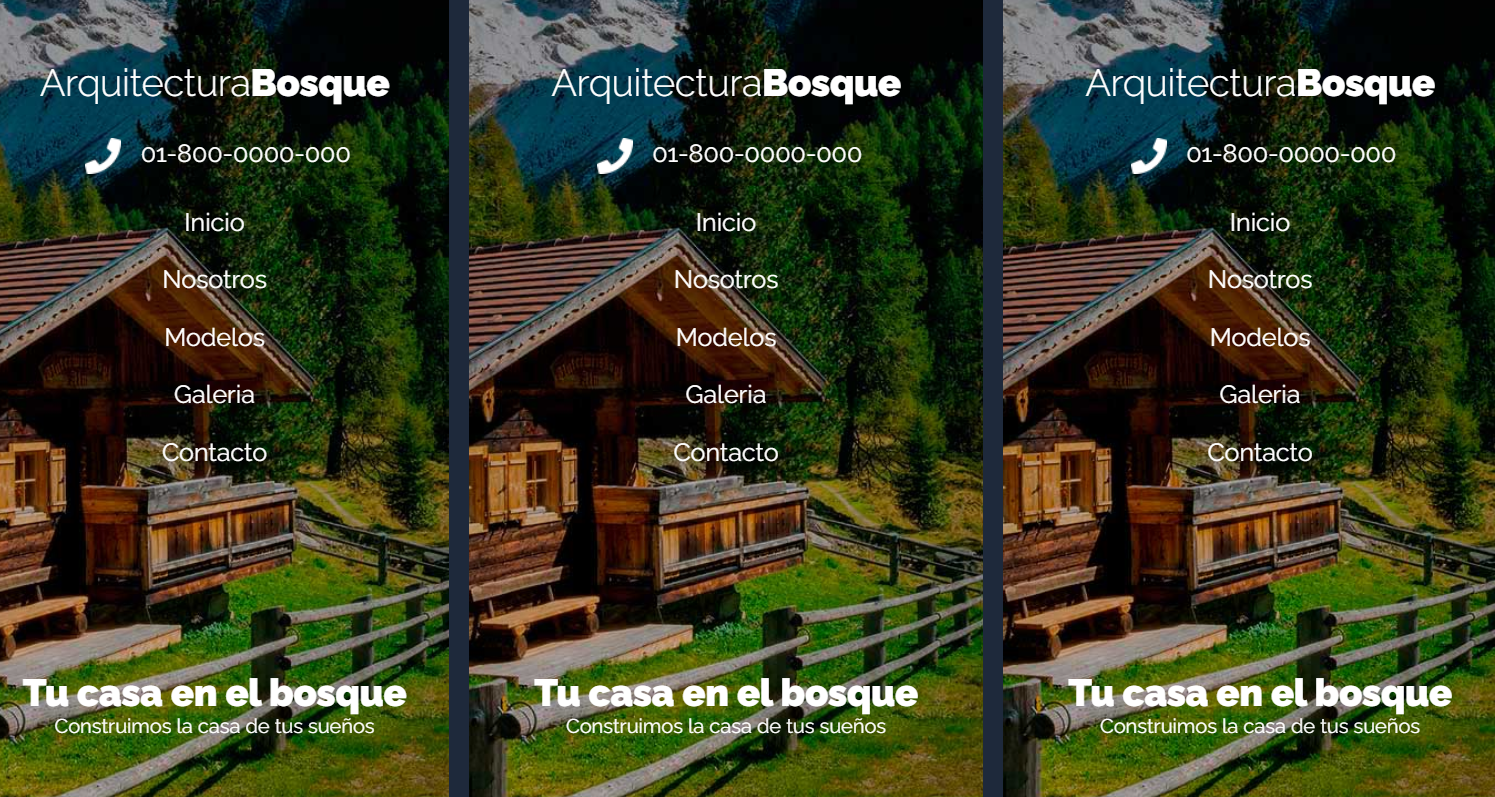 ArquitecturaBosque
01-800-0000-000
Inicio
Nosotros
Modelos
Galeria
Contacto
Tu casa en el bosque
Construimos la casa de tus sueños
ArquitecturaBosque
01-800-0000-000
Inicio
Nosotros
Modelos
Galeria
Contacto
Tu casa en el bosque
Construimos la casa de tus sueños
ArquitecturaBosque
01-800-0000-000
Inicio
Nosotros
Modelos
Galeria
Contacto
Tu casa en el bosque
Construimos la casa de tus sueños